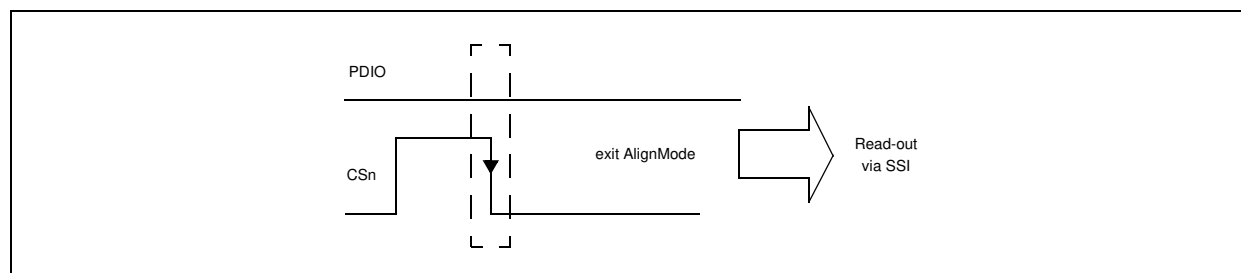 PDIO
exit AlignMode
CSn
Read-out
via SSI